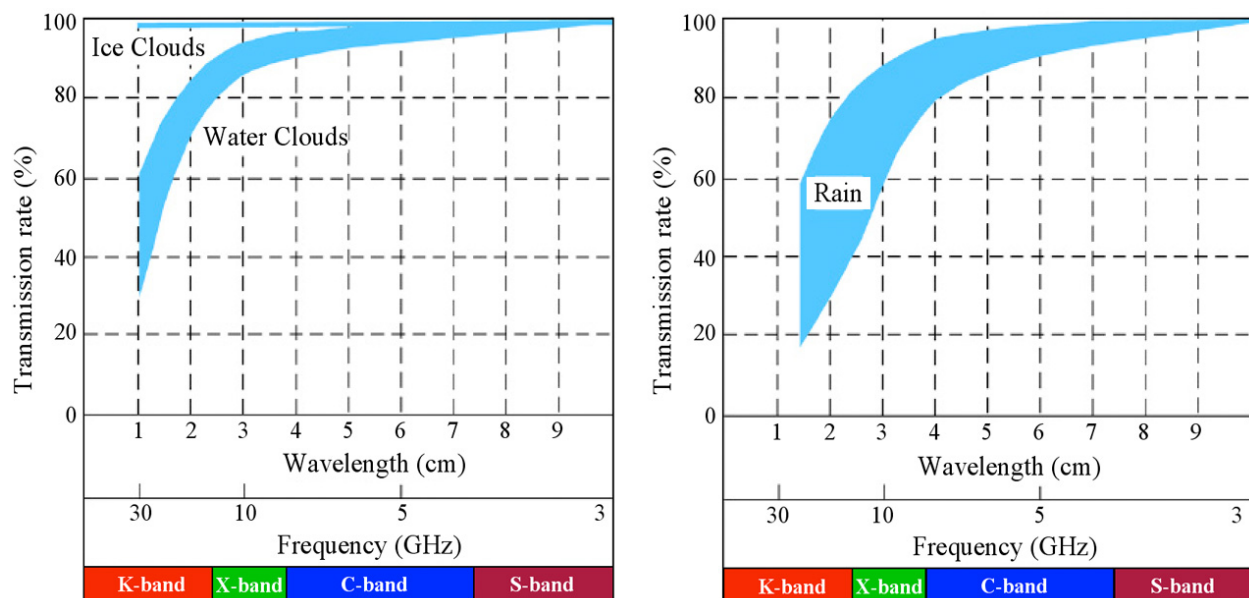 Transmission rate (%)
100
80
60
40
20
0
Ice Clouds
Water Clouds
1 2 3 4 5 6 7 8 9
Wavelength (cm)
30 10 5 3
Frequency (GHz)
K-band X-band C-band S-band
Transmission rate (%)
100
80
60
40
20
0
Rain
1 2 3 4 5 6 7 8 9
Wavelength (cm)
30 10 5 3
Frequency (GHz)
K-band X-band C-band S-band